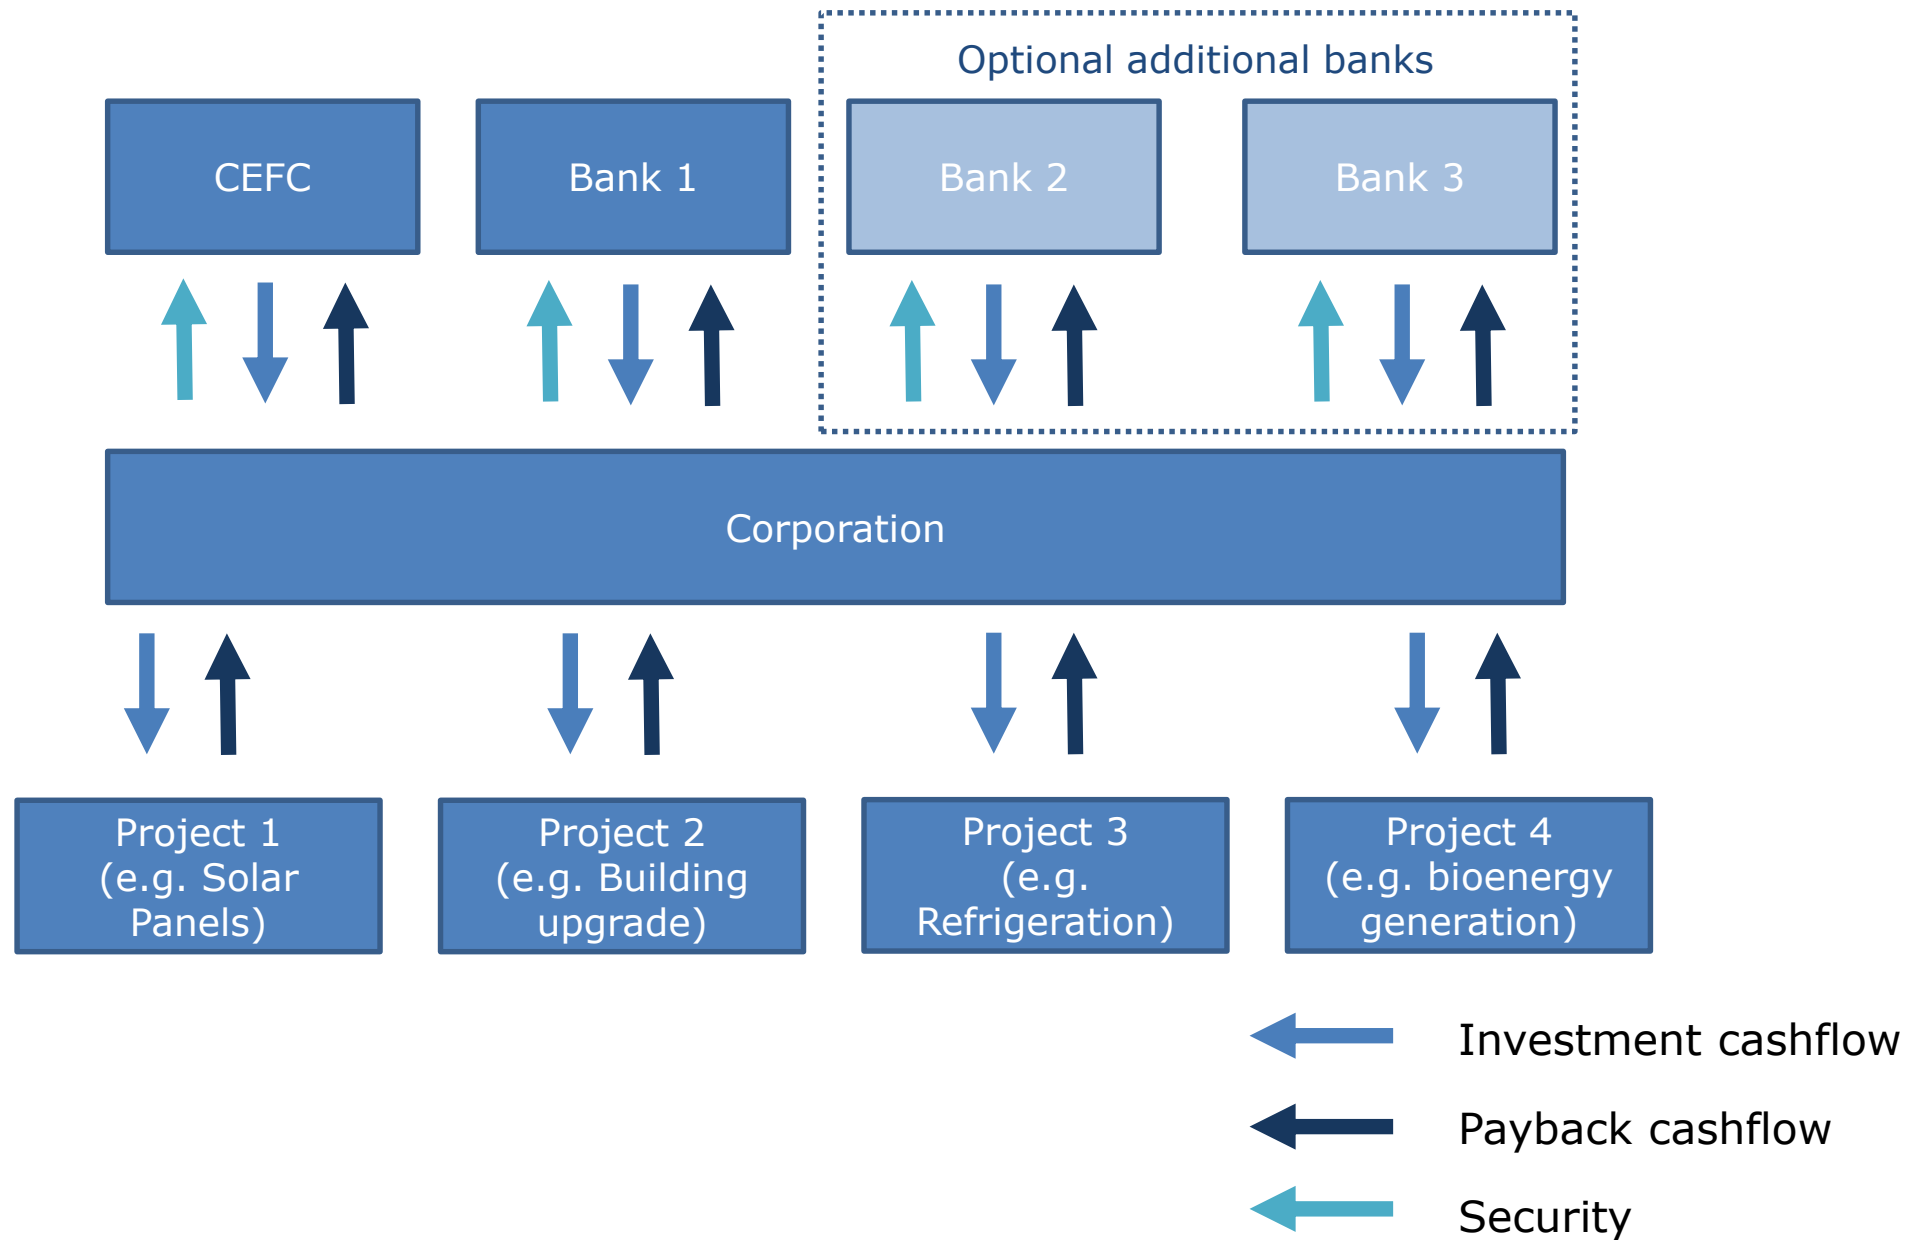 Optional additional banks
CEFC
Bank 1
Bank 2
Bank 3
Corporation
Project 1
(e.g. Solar
Panels)
Project 2
(e.g. Building
upgrade)
Project 3
(e.g.
Refrigeration)
Project 4
(e.g. bioenergy
generation)
Investment cashflow
Payback cashflow
Security